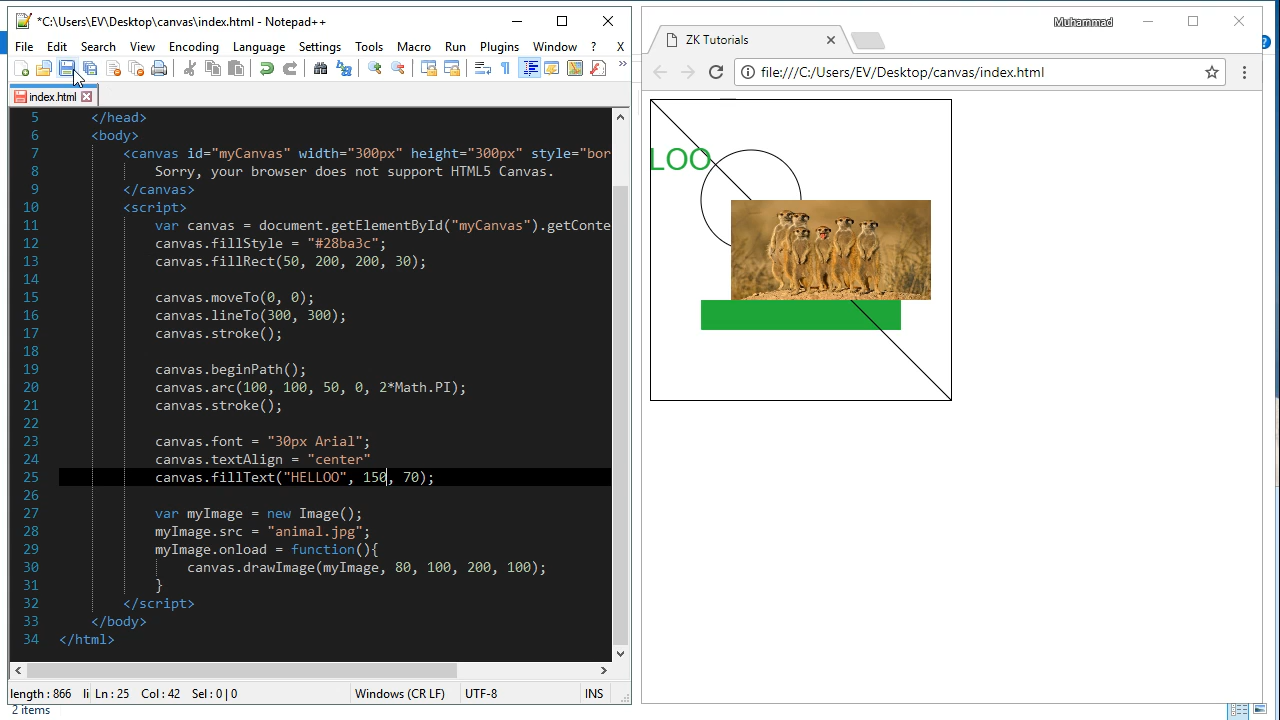 *C:\Users\EV\Desktop\canvas\index.html - Notepad++
File Edit Search View Encoding Language Settings Tools Macro Run Plugins Window ? X
index.html
5 </head>
6 <body>
7 <canvas id="myCanvas" width="300px" height="300px" style="bor
8 Sorry, your browser does not support HTML5 Canvas.
9 </canvas>
10 <script>
11 var canvas = document.getElementById("myCanvas").getConte
12 canvas.fillStyle = "#28ba3c";
13 canvas.fillRect(50, 200, 200, 30);
14
15 canvas.moveTo(0, 0);
16 canvas.lineTo(300, 300);
17 canvas.stroke();
18
19 canvas.beginPath();
20 canvas.arc(100, 100, 50, 0, 2*Math.PI);
21 canvas.stroke();
22
23 canvas.font = "30px Arial";
24 canvas.textAlign = "center"
25 canvas.fillText("HELLOO", 150, 70);
26
27 var myImage = new Image();
28 myImage.src = "animal.jpg";
29 myImage.onload = function(){
30 canvas.drawImage(myImage, 80, 100, 200, 100);
31 }
32 </script>
33 </body>
34 </html>
length : 866 li Ln : 25 Col : 42 Sel : 0 | 0 Windows (CR LF) UTF-8 INS
2 items
Muhammad
ZK Tutorials
file:///C:/Users/EV/Desktop/canvas/index.html
LOO